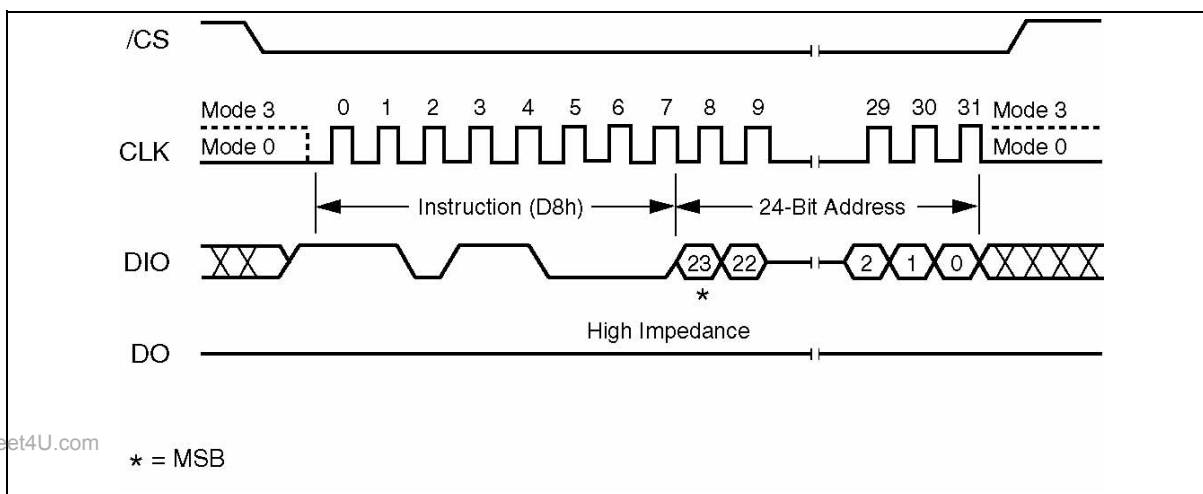 /CS
Mode 3 0 1 2 3 4 5 6 7 8 9 29 30 31 Mode 3
CLK Mode 0 Mode 0
Instruction (D8h) 24-Bit Address
DIO 23 22 2 1 0
*
High Impedance
DO
eet4U.com
* = MSB